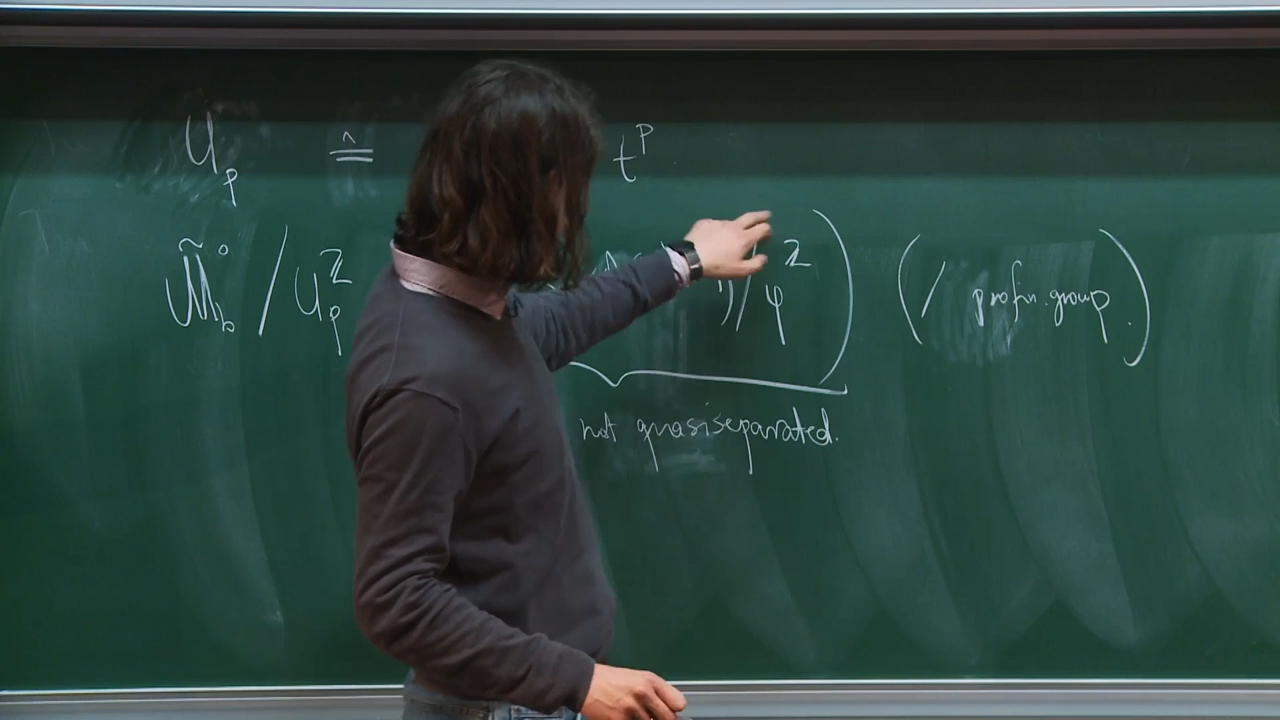 U_p ≙ t^p
M̃_b° / U_p^ℤ )/φ^ℤ ) ( / profin. group. )
not quasiseparated.